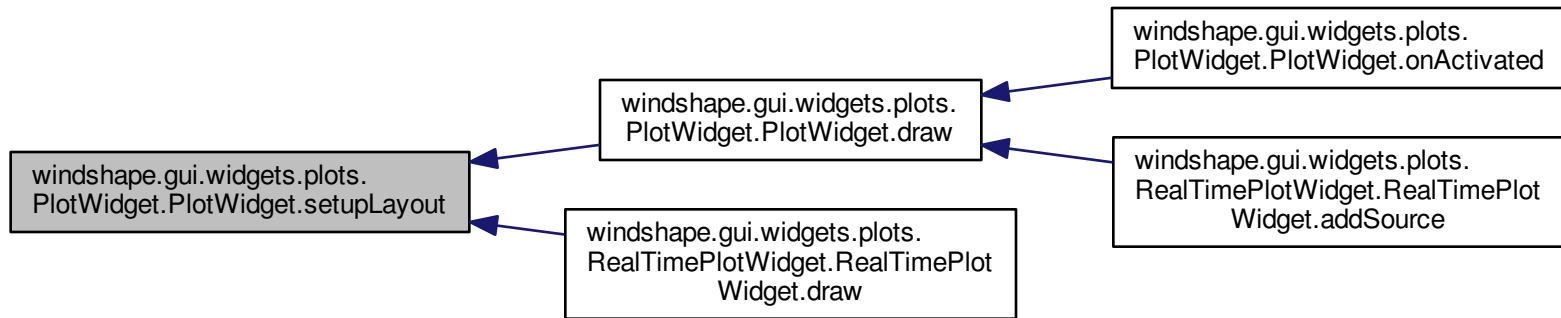 windshape.gui.widgets.plots.
PlotWidget.PlotWidget.setupLayout
windshape.gui.widgets.plots.
PlotWidget.PlotWidget.draw
windshape.gui.widgets.plots.
RealTimePlotWidget.RealTimePlot
Widget.draw
windshape.gui.widgets.plots.
PlotWidget.PlotWidget.onActivated
windshape.gui.widgets.plots.
RealTimePlotWidget.RealTimePlot
Widget.addSource